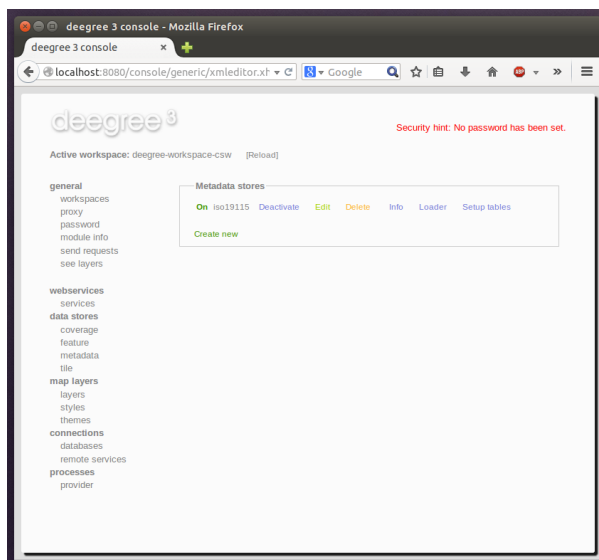 deegree 3 console - Mozilla Firefox
deegree 3 console
localhost:8080/console/generic/xmleditor.xh
Google
ABP
deegree 3
Security hint: No password has been set.
Active workspace: deegree-workspace-csw [Reload]
general
workspaces
proxy
password
module info
send requests
see layers
webservices
services
data stores
coverage
feature
metadata
tile
map layers
layers
styles
themes
connections
databases
remote services
processes
provider
Metadata stores
On iso19115 Deactivate Edit Delete Info Loader Setup tables
Create new